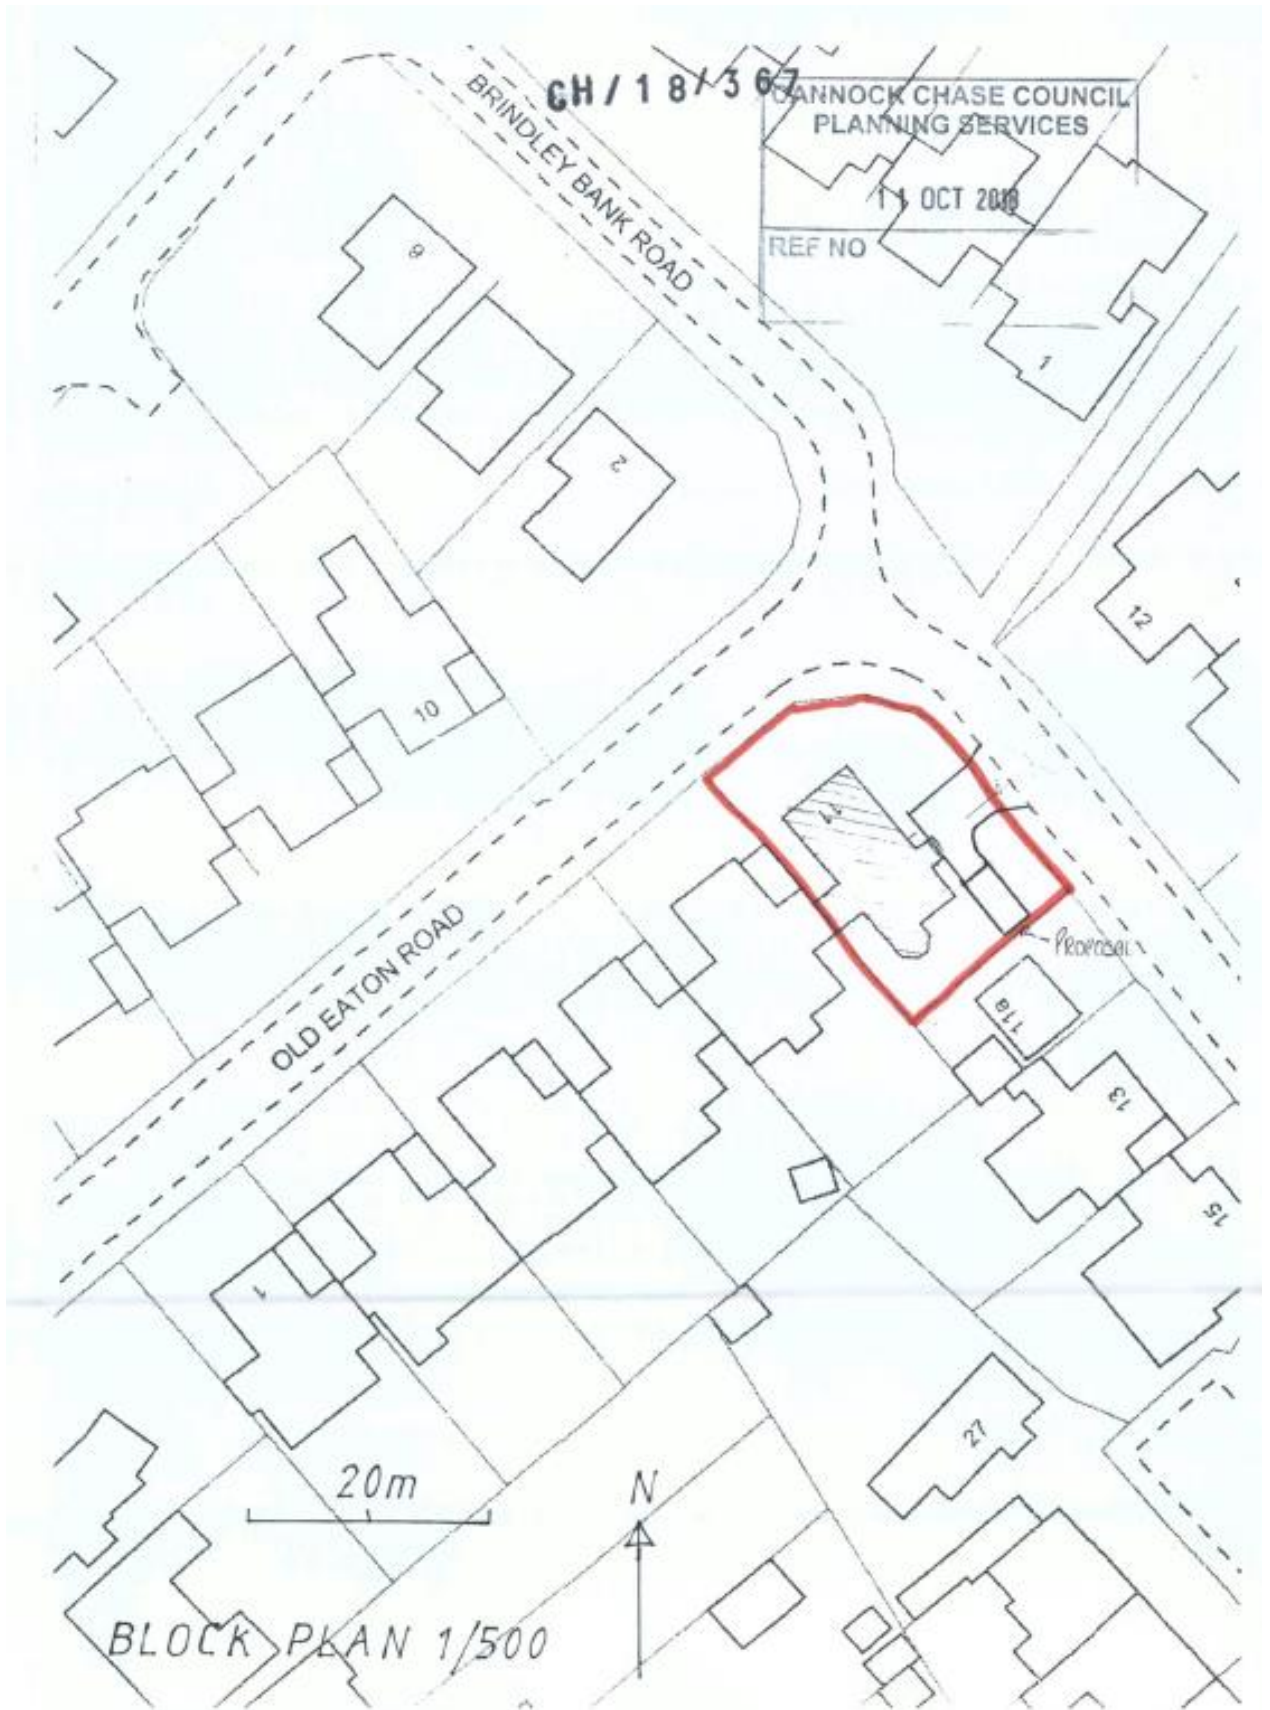 CH/18/367
CANNOCK CHASE COUNCIL
PLANNING SERVICES
11 OCT 2018
REF NO
BRINDLEY BANK ROAD
8
2
1
12
10
11
PROPOSAL
11a
OLD EATON ROAD
13
15
1
27
20m
N
BLOCK PLAN 1/500